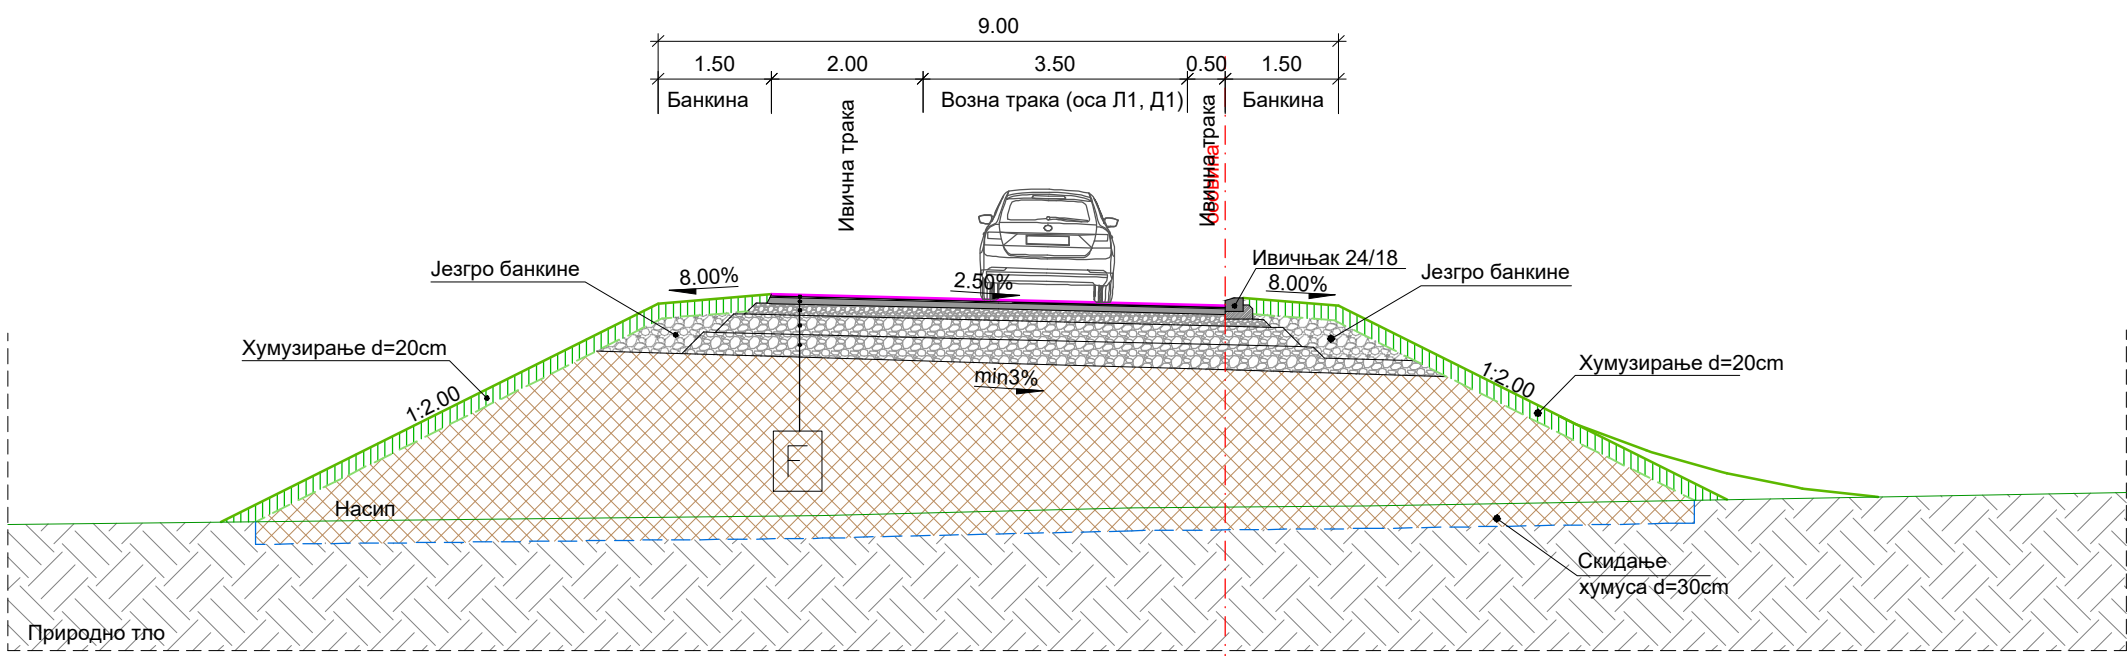 9.00
1.50 2.00 3.50 0.50 1.50
Банкина Возна трака (оса Л1, Д1) Банкина
Ивична трака
Ивична трака
осовина
Језгро банкине
8.00%
2.50%
Ивичњак 24/18
8.00%
Језгро банкине
Хумузирање d=20cm
1:2.00
min3%
1:2.00
Хумузирање d=20cm
F
Насип
Скидање
хумуса d=30cm
Природно тло